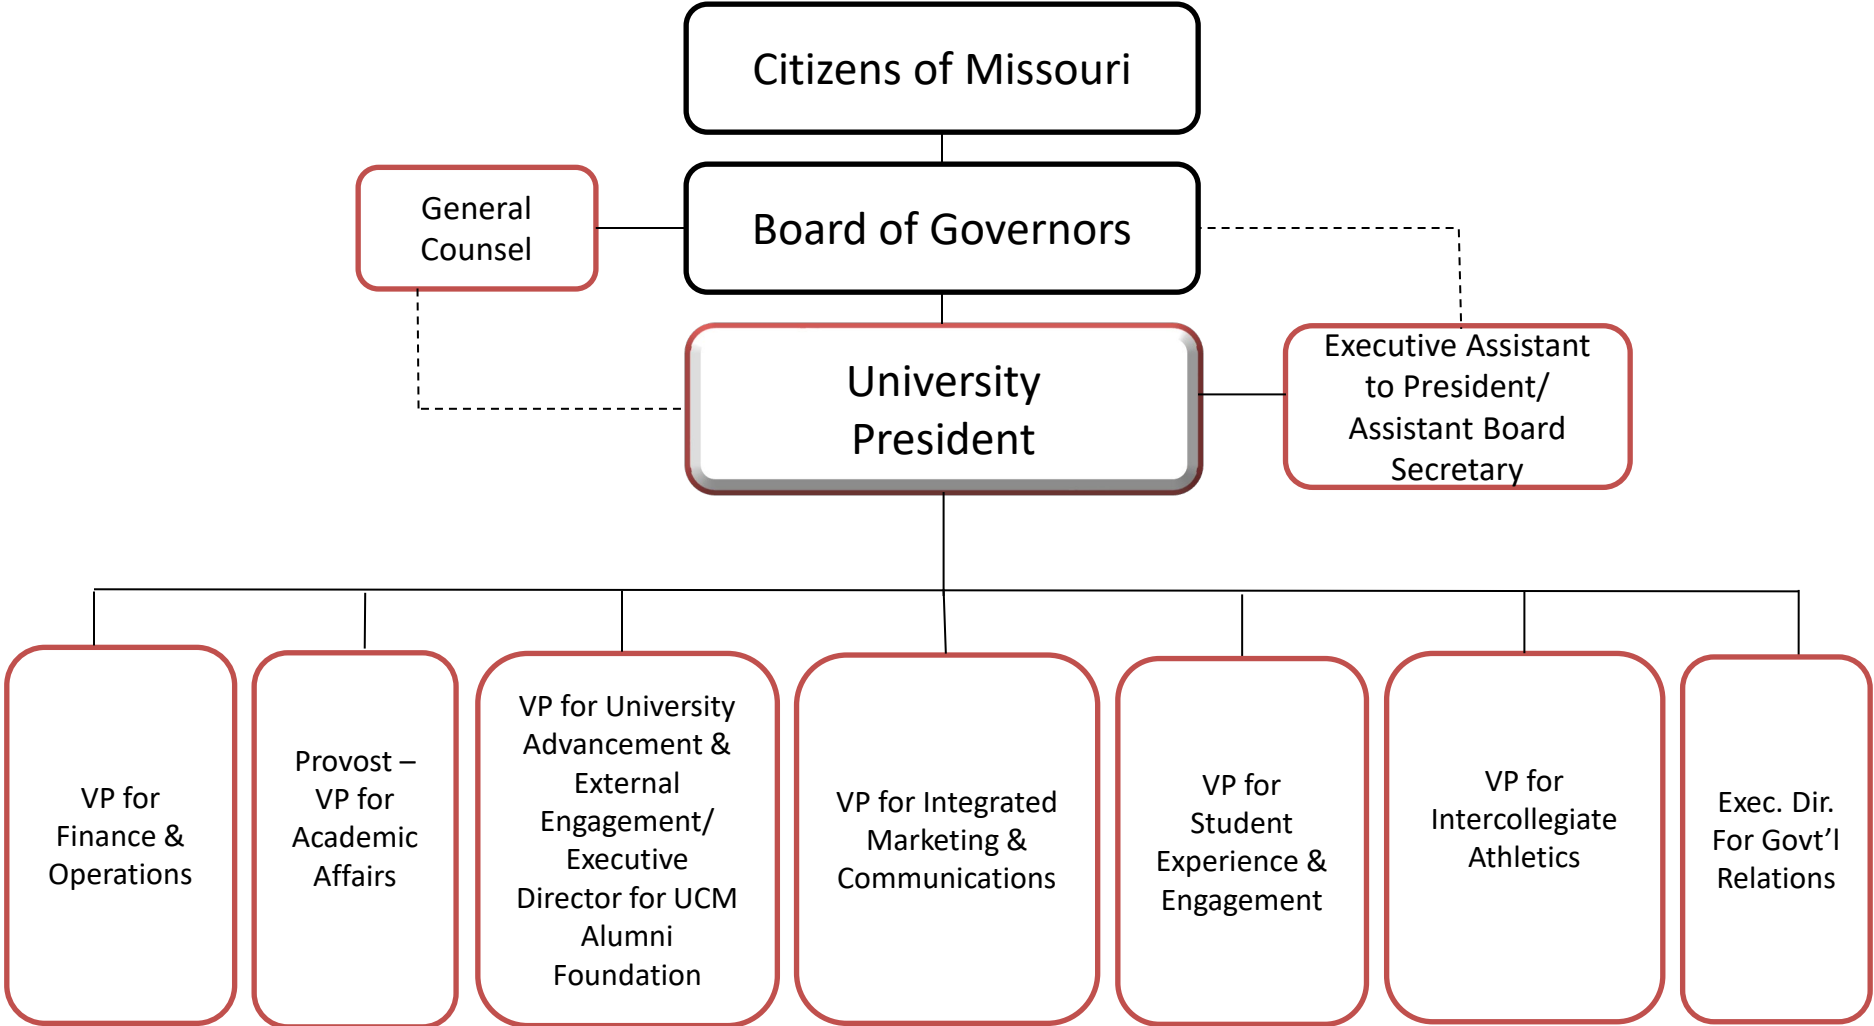 Citizens of Missouri
General
Counsel
Board of Governors
University
President
Executive Assistant
to President/
Assistant Board
Secretary
VP for
Finance &
Operations
Provost –
VP for
Academic
Affairs
VP for University
Advancement &
External
Engagement/
Executive
Director for UCM
Alumni
Foundation
VP for Integrated
Marketing &
Communications
VP for
Student
Experience &
Engagement
VP for
Intercollegiate
Athletics
Exec. Dir.
For Govt’l
Relations